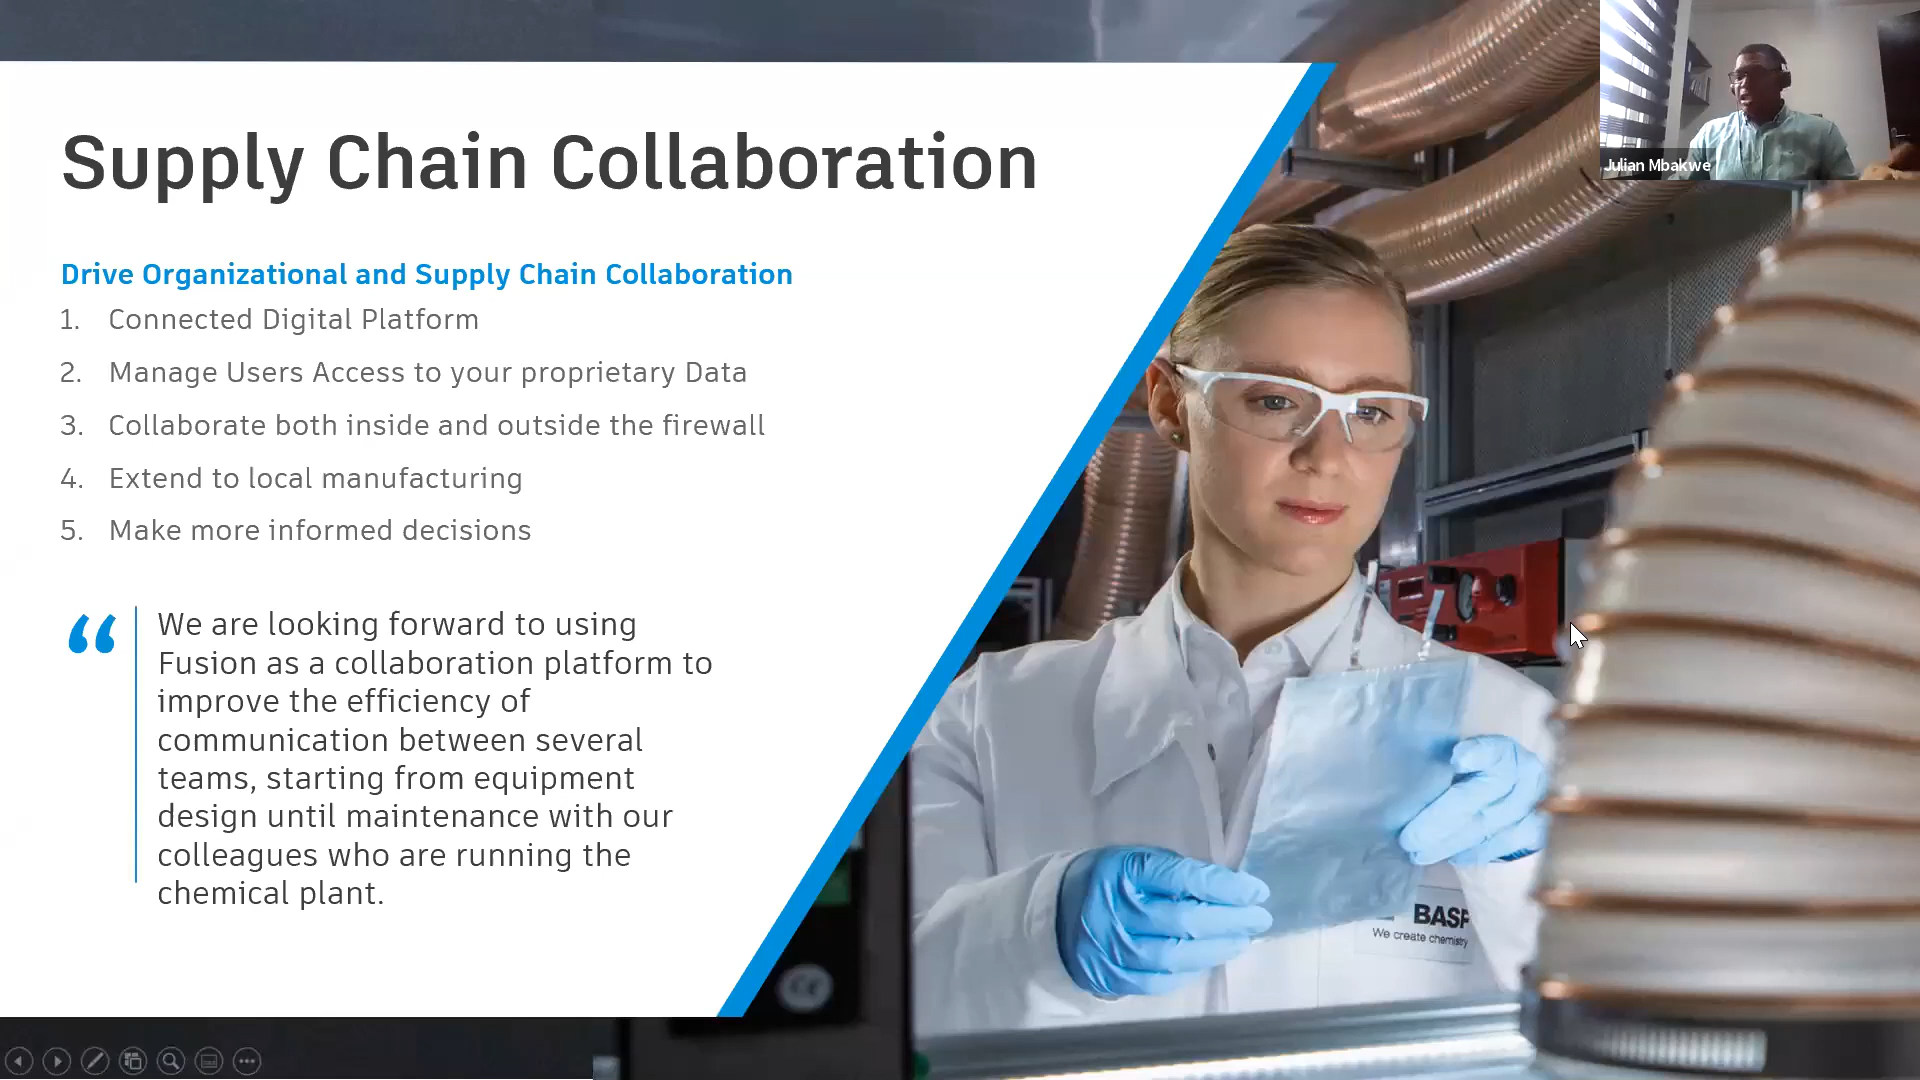 Supply Chain Collaboration
Drive Organizational and Supply Chain Collaboration
1. Connected Digital Platform
2. Manage Users Access to your proprietary Data
3. Collaborate both inside and outside the firewall
4. Extend to local manufacturing
5. Make more informed decisions
“
We are looking forward to using
Fusion as a collaboration platform to
improve the efficiency of
communication between several
teams, starting from equipment
design until maintenance with our
colleagues who are running the
chemical plant.
Julian Mbakwe
BASF
We create chemistry
CE